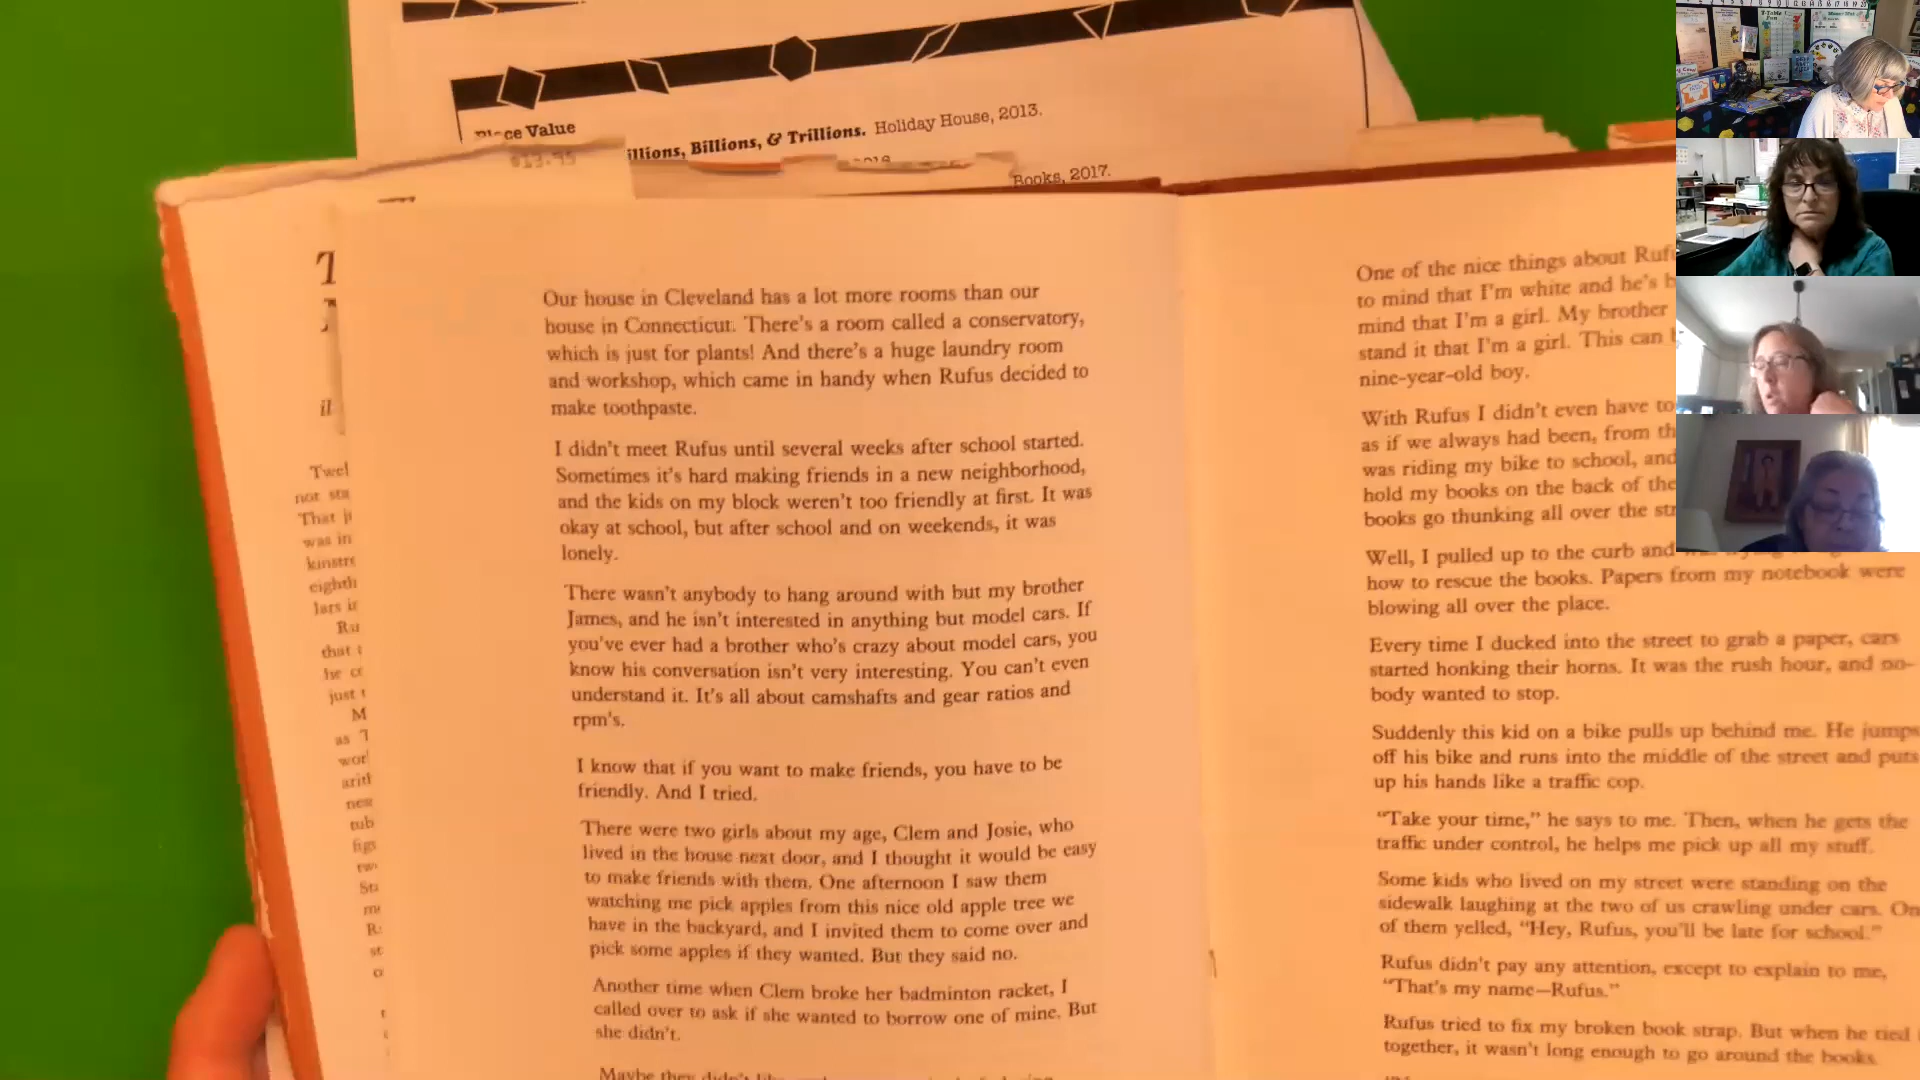 Place Value
illions, Billions, & Trillions. Holiday House, 2013.
$13.95
Books, 2017.
Our house in Cleveland has a lot more rooms than our
house in Connecticut. There's a room called a conservatory,
which is just for plants! And there's a huge laundry room
and workshop, which came in handy when Rufus decided to
make toothpaste.
I didn't meet Rufus until several weeks after school started.
Sometimes it's hard making friends in a new neighborhood,
and the kids on my block weren't too friendly at first. It was
okay at school, but after school and on weekends, it was
lonely.
There wasn't anybody to hang around with but my brother
James, and he isn't interested in anything but model cars. If
you've ever had a brother who's crazy about model cars, you
know his conversation isn't very interesting. You can't even
understand it. It's all about camshafts and gear ratios and
rpm's.
I know that if you want to make friends, you have to be
friendly. And I tried.
There were two girls about my age, Clem and Josie, who
lived in the house next door, and I thought it would be easy
to make friends with them. One afternoon I saw them
watching me pick apples from this nice old apple tree we
have in the backyard, and I invited them to come over and
pick some apples if they wanted. But they said no.
Another time when Clem broke her badminton racket, I
called over to ask if she wanted to borrow one of mine. But
she didn't.
One of the nice things about Ruf
to mind that I'm white and he's b
mind that I'm a girl. My brother
stand it that I'm a girl. This can
nine-year-old boy.
With Rufus I didn't even have to
as if we always had been, from th
was riding my bike to school, and
hold my books on the back of the
books go thunking all over the str
Well, I pulled up to the curb and
how to rescue the books. Papers from my notebook were
blowing all over the place.
Every time I ducked into the street to grab a paper, cars
started honking their horns. It was the rush hour, and no-
body wanted to stop.
Suddenly this kid on a bike pulls up behind me. He jumps
off his bike and runs into the middle of the street and puts
up his hands like a traffic cop.
"Take your time," he says to me. Then, when he gets the
traffic under control, he helps me pick up all my stuff.
Some kids who lived on my street were standing on the
sidewalk laughing at the two of us crawling under cars. On
of them yelled, "Hey, Rufus, you'll be late for school."
Rufus didn't pay any attention, except to explain to me,
"That's my name—Rufus."
Rufus tried to fix my broken book strap. But when he tied
together, it wasn't long enough to go around the books.